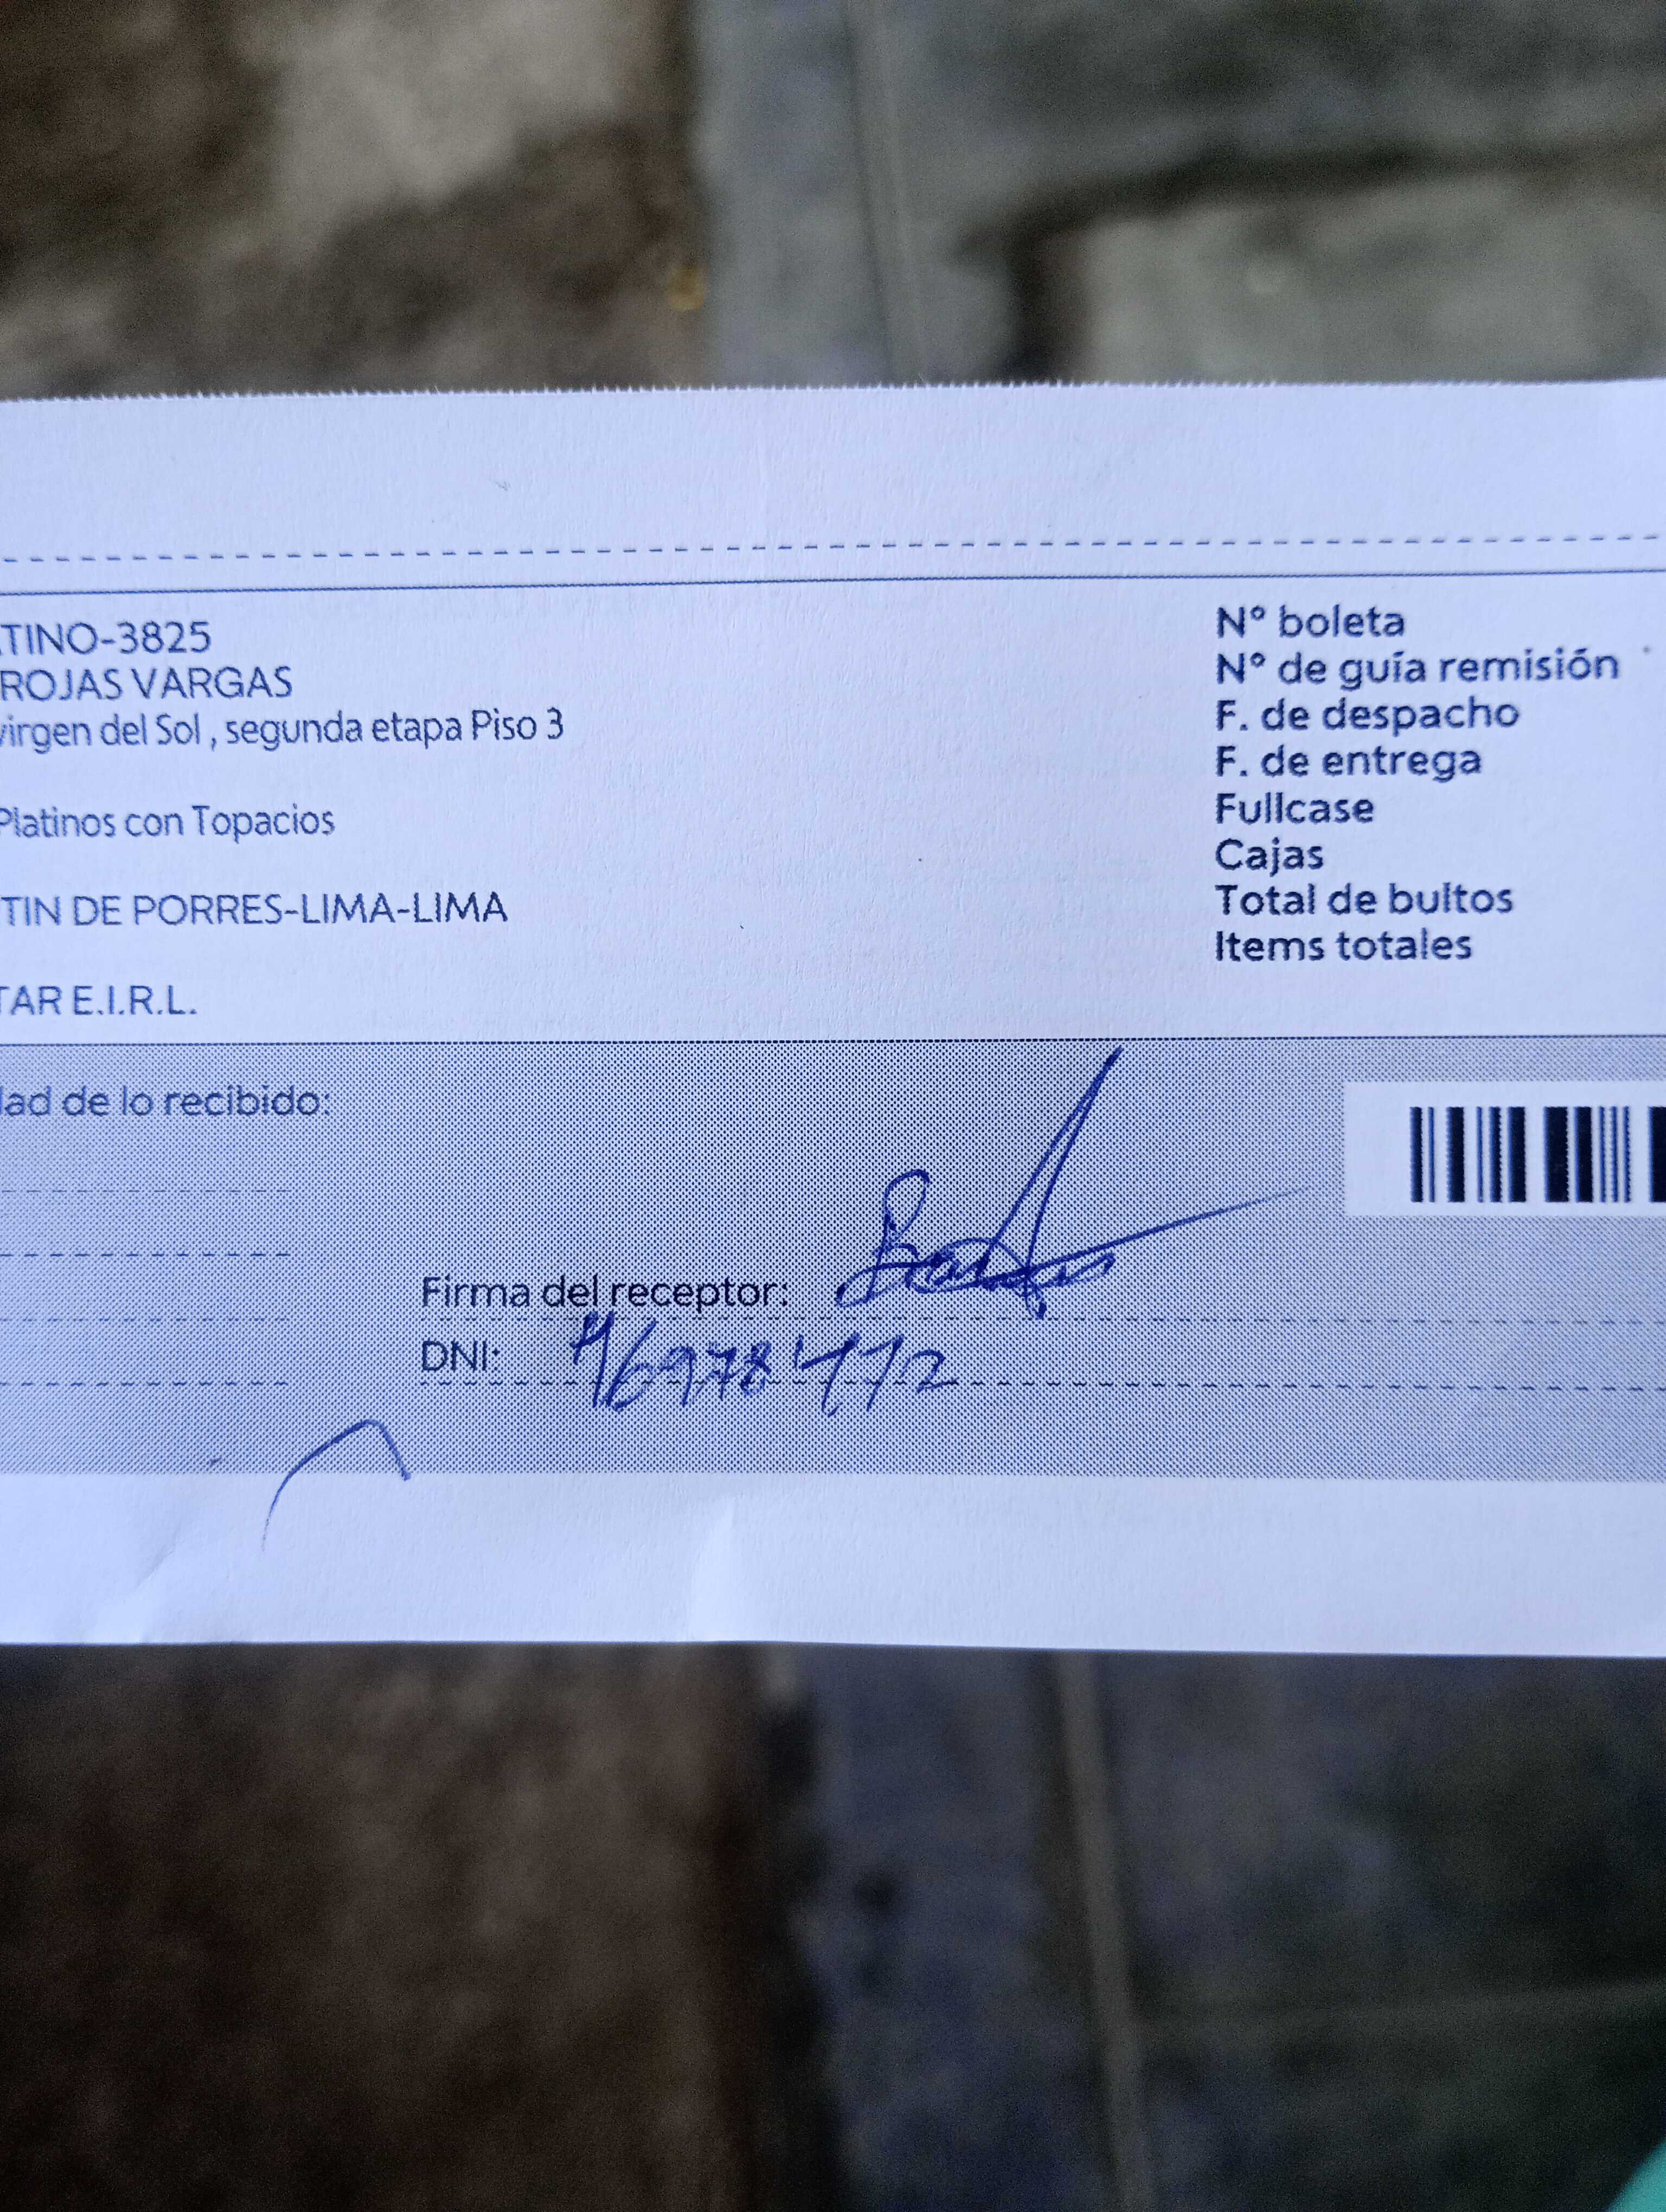 TINO-3825
ROJAS VARGAS
virgen del Sol , segunda etapa Piso 3
Platinos con Topacios
TIN DE PORRES-LIMA-LIMA
TAR E.I.R.L.
N° boleta
N° de guía remisión
F. de despacho
F. de entrega
Fullcase
Cajas
Total de bultos
Items totales
dad de lo recibido:
Firma del receptor:
DNI: